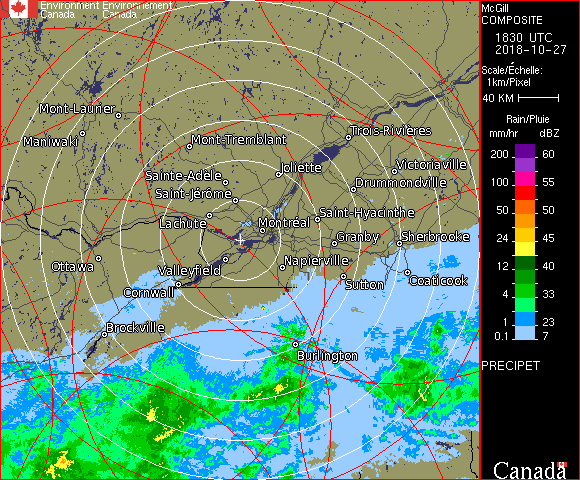 Environment Environnement
Canada Canada
McGill
COMPOSITE
1830 UTC
2018-10-27
Scale/Échelle:
1km/Pixel
40 KM
Rain/Pluie
mm/hr dBZ
200 60
100 55
50 50
24 45
12 40
4 33
1 23
0.1 7
PRECIPET
Canada
Mont-Laurier
Maniwaki
Mont-Tremblant
Trois-Rivières
Joliette
Victoriaville
Sainte-Adèle
Drummondville
Saint-Jérôme
Lachute
Montréal
Saint-Hyacinthe
Granby
Sherbrooke
Ottawa
Valleyfield
Napierville
Cornwall
Sutton
Coaticook
Brockville
Burlington